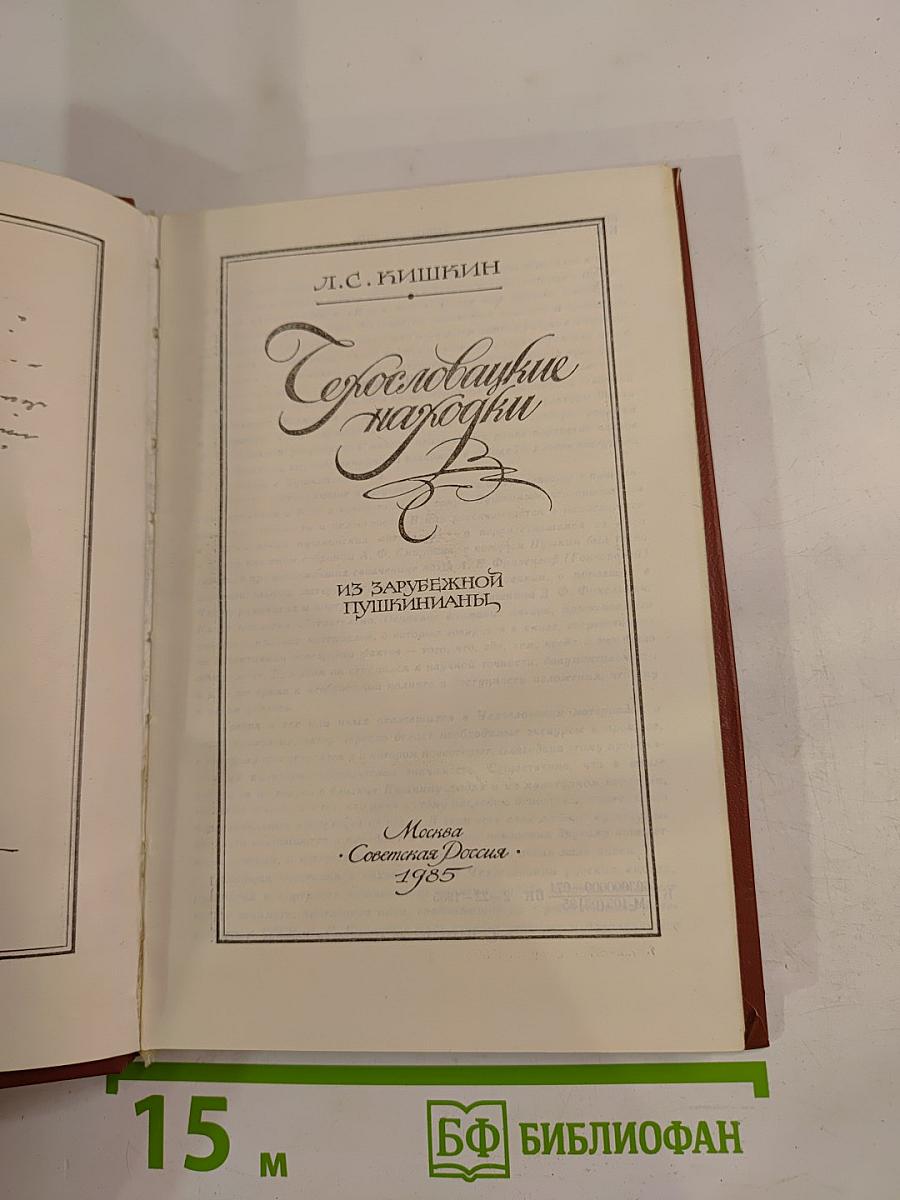 Л.С. КИШКИН
Чехословацкие
находки
ИЗ ЗАРУБЕЖНОЙ
ПУШКИНИАНЫ
Москва
·Советская Россия·
1985
15 м
БФ БИБЛИОФАН